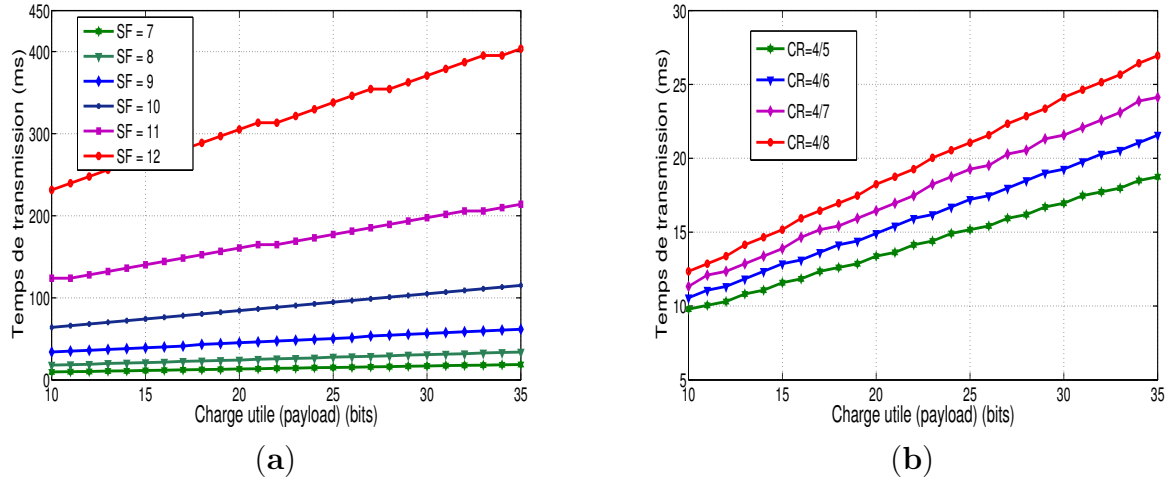 450
400
300
200
100
0
10
15
20
25
30
35
Temps de transmission (ms)
Charge utile (payload) (bits)
SF = 7
SF = 8
SF = 9
SF = 10
SF = 11
SF = 12
(a)
30
25
20
15
10
5
10
15
20
25
30
35
Temps de transmission (ms)
Charge utile (payload) (bits)
CR=4/5
CR=4/6
CR=4/7
CR=4/8
(b)